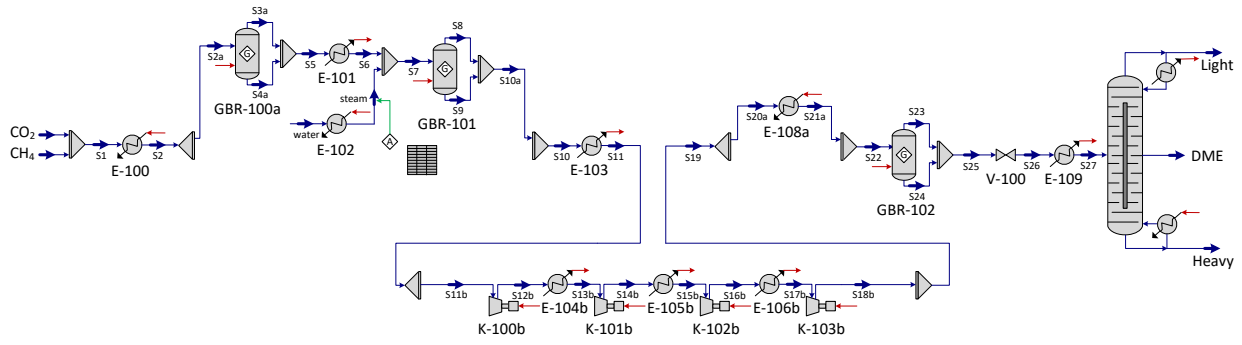 S3a
S2a
G
S4a
GBR-100a
S5
E-101
S6
steam
water
E-102
A
S7
S8
G
S9
GBR-101
S10a
CO₂
CH₄
S1
E-100
S2
S10
E-103
S11
S19
S20a
E-108a
S21a
S22
S23
G
S24
GBR-102
S25
V-100
S26
E-109
S27
Light
DME
Heavy
S11b
K-100b
S12b
E-104b
S13b
K-101b
S14b
E-105b
S15b
K-102b
S16b
E-106b
S17b
K-103b
S18b